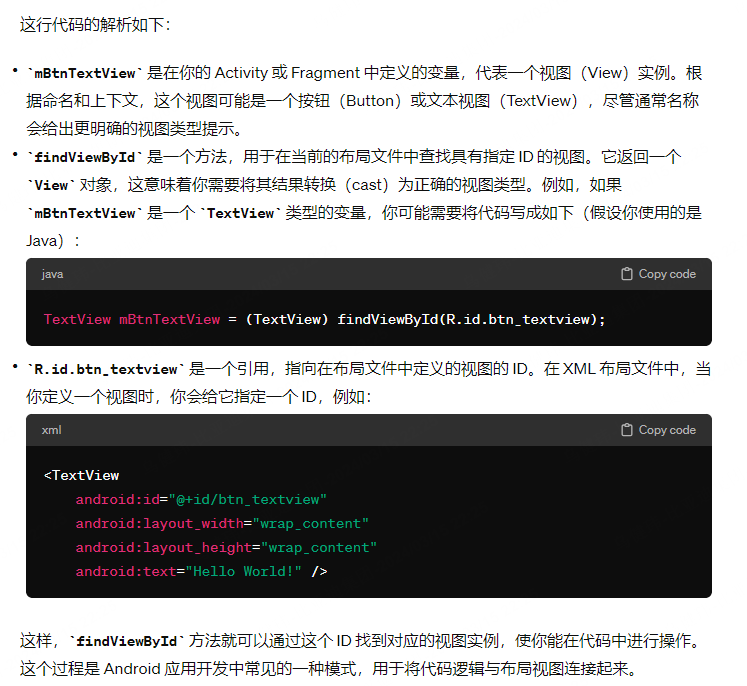 这行代码的解析如下：
• `mBtnTextView` 是在你的 Activity 或 Fragment 中定义的变量，代表一个视图（View）实例。根
据命名和上下文，这个视图可能是一个按钮（Button）或文本视图（TextView），尽管通常名称
会给出更明确的视图类型提示。
• `findViewById` 是一个方法，用于在当前的布局文件中查找具有指定 ID 的视图。它返回一个
`View` 对象，这意味着你需要将其结果转换（cast）为正确的视图类型。例如，如果
`mBtnTextView` 是一个 `TextView` 类型的变量，你可能需要将代码写成如下（假设你使用的是
Java）：
java Copy code
TextView mBtnTextView = (TextView) findViewById(R.id.btn_textview);
• `R.id.btn_textview` 是一个引用，指向在布局文件中定义的视图的 ID。在 XML 布局文件中，当
你定义一个视图时，你会给它指定一个 ID，例如：
xml Copy code
<TextView
    android:id="@+id/btn_textview"
    android:layout_width="wrap_content"
    android:layout_height="wrap_content"
    android:text="Hello World!" />
这样，`findViewById` 方法就可以通过这个 ID 找到对应的视图实例，使你能在代码中进行操作。
这个过程是 Android 应用开发中常见的一种模式，用于将代码逻辑与布局视图连接起来。